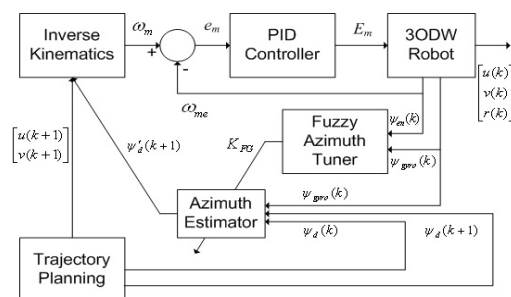 Inverse
Kinematics
ω_m
+
-
e_m
PID
Controller
E_m
3ODW
Robot
[u(k)
v(k)
r(k)]
ω_me
ψ_en(k)
Fuzzy
Azimuth
Tuner
ψ_gyro(k)
[u(k+1)
v(k+1)]
ψ'_d(k+1)
K_FG
ψ_gyro(k)
Azimuth
Estimator
ψ_d(k)
ψ_d(k+1)
Trajectory
Planning